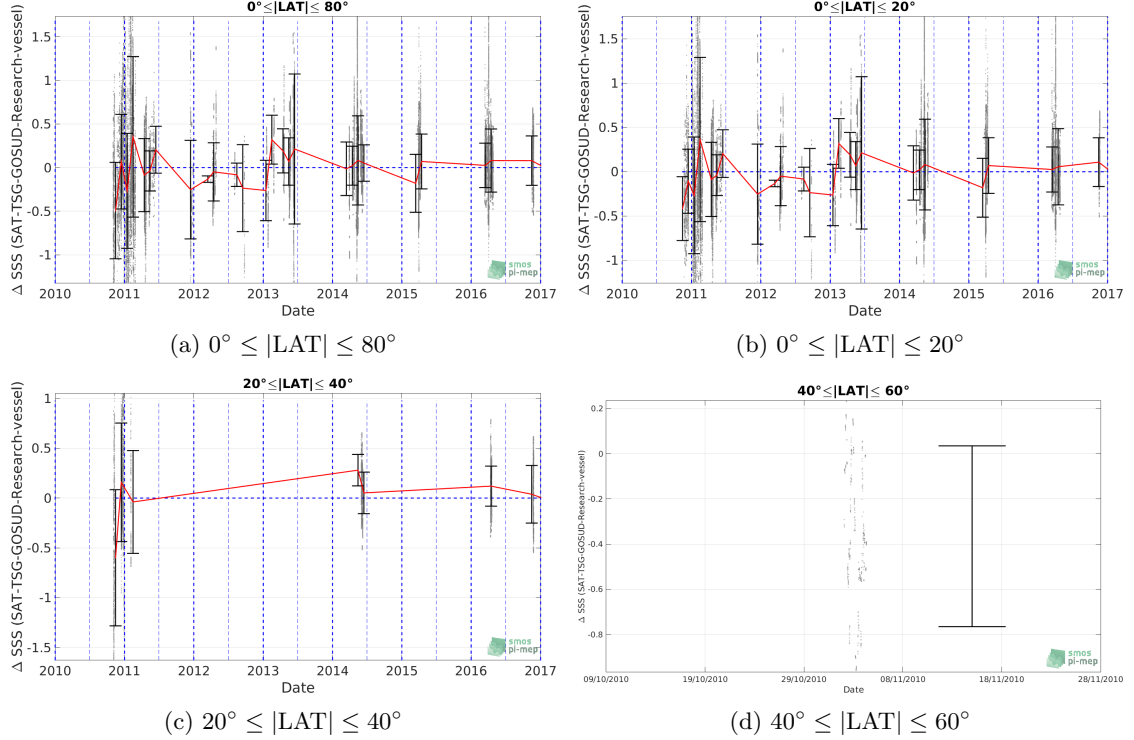 0°≤|LAT|≤ 80°
Δ SSS (SAT-TSG-GOSUD-Research-vessel)
1.5
1
0.5
0
-0.5
-1
2010 2011 2012 2013 2014 2015 2016 2017
Date
smos
pi-mep
(a) 0° ≤ |LAT| ≤ 80°
0°≤|LAT|≤ 20°
Δ SSS (SAT-TSG-GOSUD-Research-vessel)
1.5
1
0.5
0
-0.5
-1
2010 2011 2012 2013 2014 2015 2016 2017
Date
smos
pi-mep
(b) 0° ≤ |LAT| ≤ 20°
20°≤|LAT|≤ 40°
Δ SSS (SAT-TSG-GOSUD-Research-vessel)
1
0.5
0
-0.5
-1
-1.5
2010 2011 2012 2013 2014 2015 2016 2017
Date
smos
pi-mep
(c) 20° ≤ |LAT| ≤ 40°
40°≤|LAT|≤ 60°
Δ SSS (SAT-TSG-GOSUD-Research-vessel)
0.2
0
-0.2
-0.4
-0.6
-0.8
09/10/2010 19/10/2010 29/10/2010 08/11/2010 18/11/2010 28/11/2010
Date
smos
pi-mep
(d) 40° ≤ |LAT| ≤ 60°